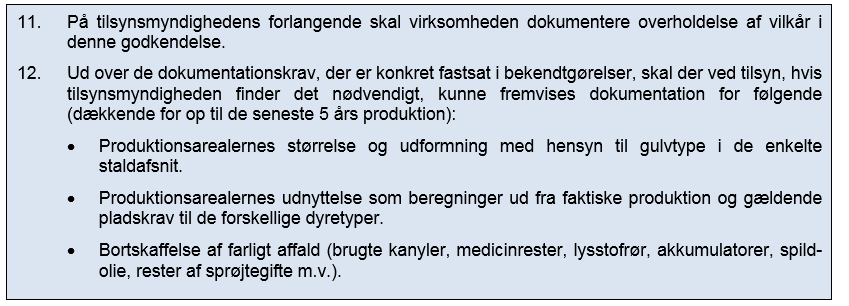 11. På tilsynsmyndighedens forlangende skal virksomheden dokumentere overholdelse af vilkår i
denne godkendelse.
12. Ud over de dokumentationskrav, der er konkret fastsat i bekendtgørelser, skal der ved tilsyn, hvis
tilsynsmyndigheden finder det nødvendigt, kunne fremvises dokumentation for følgende
(dækkende for op til de seneste 5 års produktion):
• Produktionsarealernes størrelse og udformning med hensyn til gulvtype i de enkelte
staldafsnit.
• Produktionsarealernes udnyttelse som beregninger ud fra faktiske produktion og gældende
pladskrav til de forskellige dyretyper.
• Bortskaffelse af farligt affald (brugte kanyler, medicinrester, lysstofrør, akkumulatorer, spild-
olie, rester af sprøjtegifte m.v.).